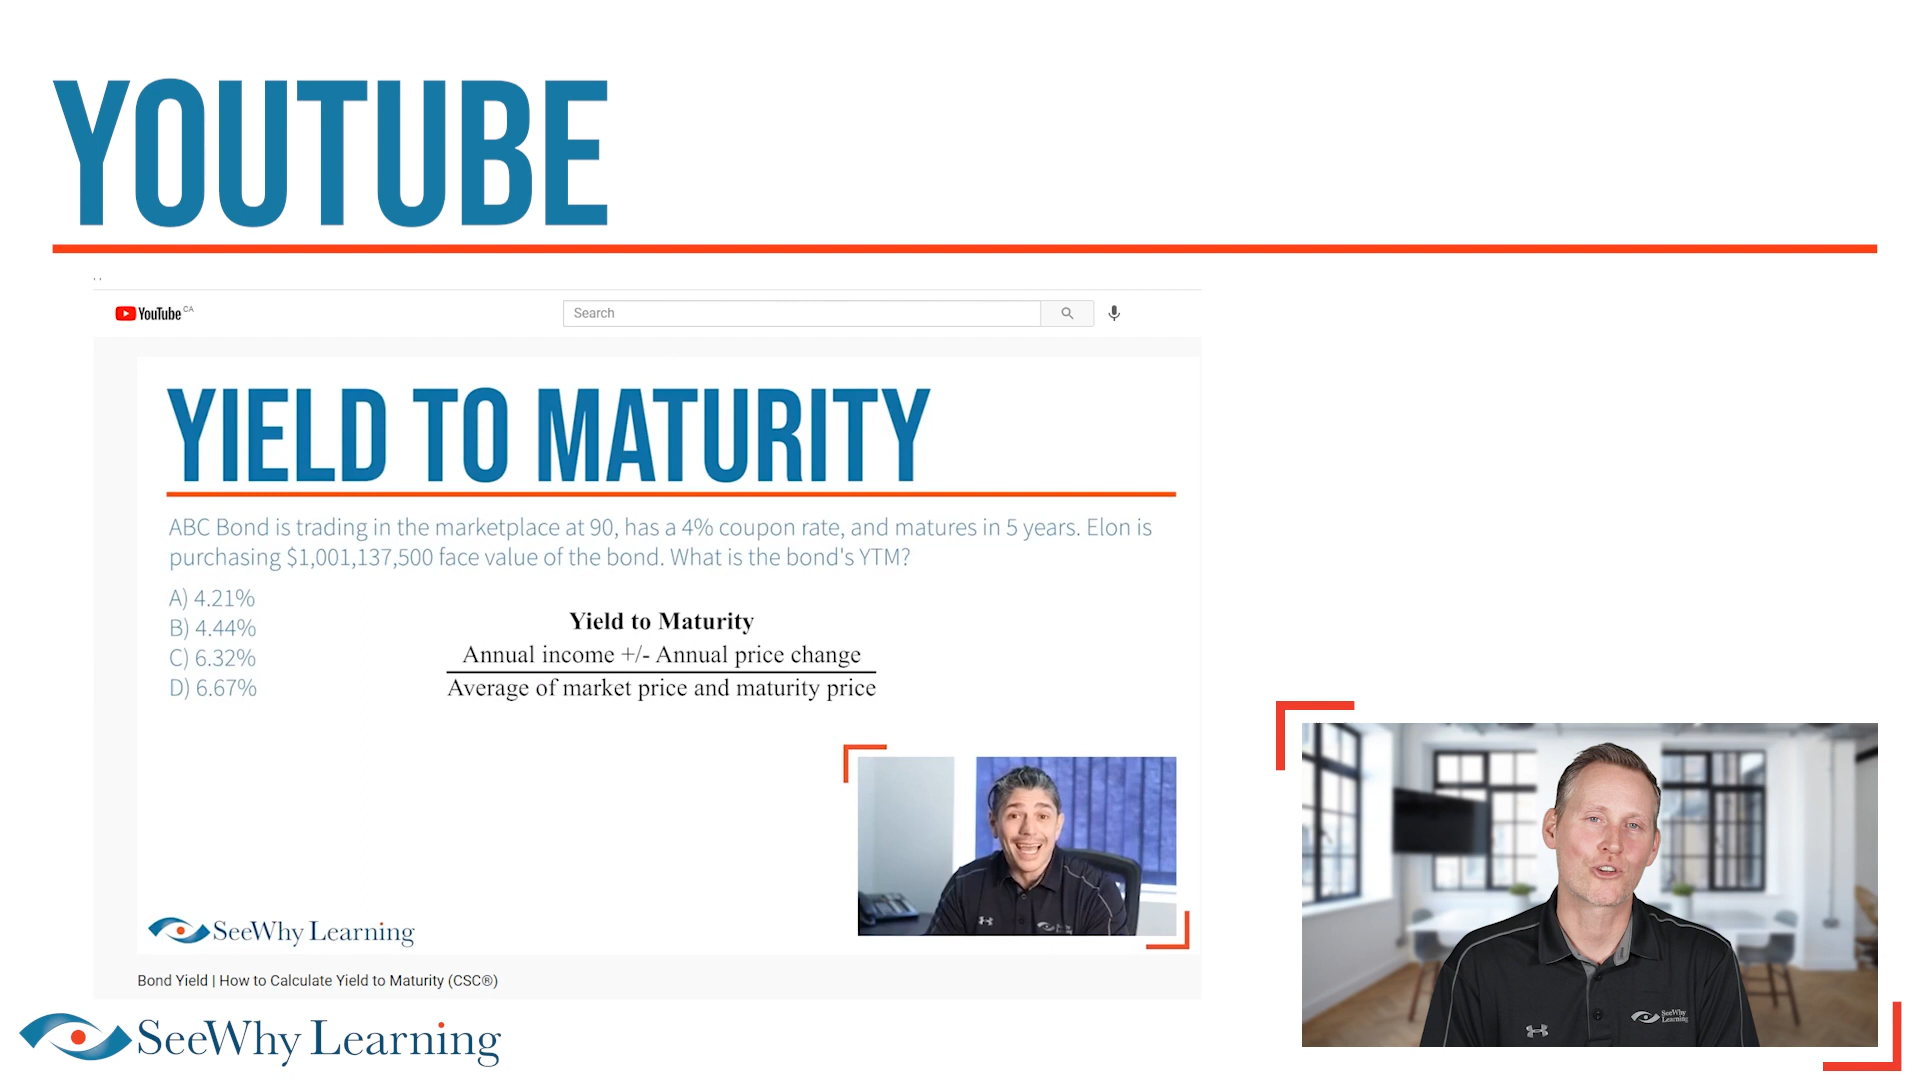 YOUTUBE
YouTube CA
Search
YIELD TO MATURITY
ABC Bond is trading in the marketplace at 90, has a 4% coupon rate, and matures in 5 years. Elon is
purchasing $1,001,137,500 face value of the bond. What is the bond's YTM?
A) 4.21%
B) 4.44%
C) 6.32%
D) 6.67%
Yield to Maturity
Annual income +/- Annual price change
Average of market price and maturity price
SeeWhy Learning
Bond Yield | How to Calculate Yield to Maturity (CSC®)
SeeWhy Learning
SeeWhy
Learning